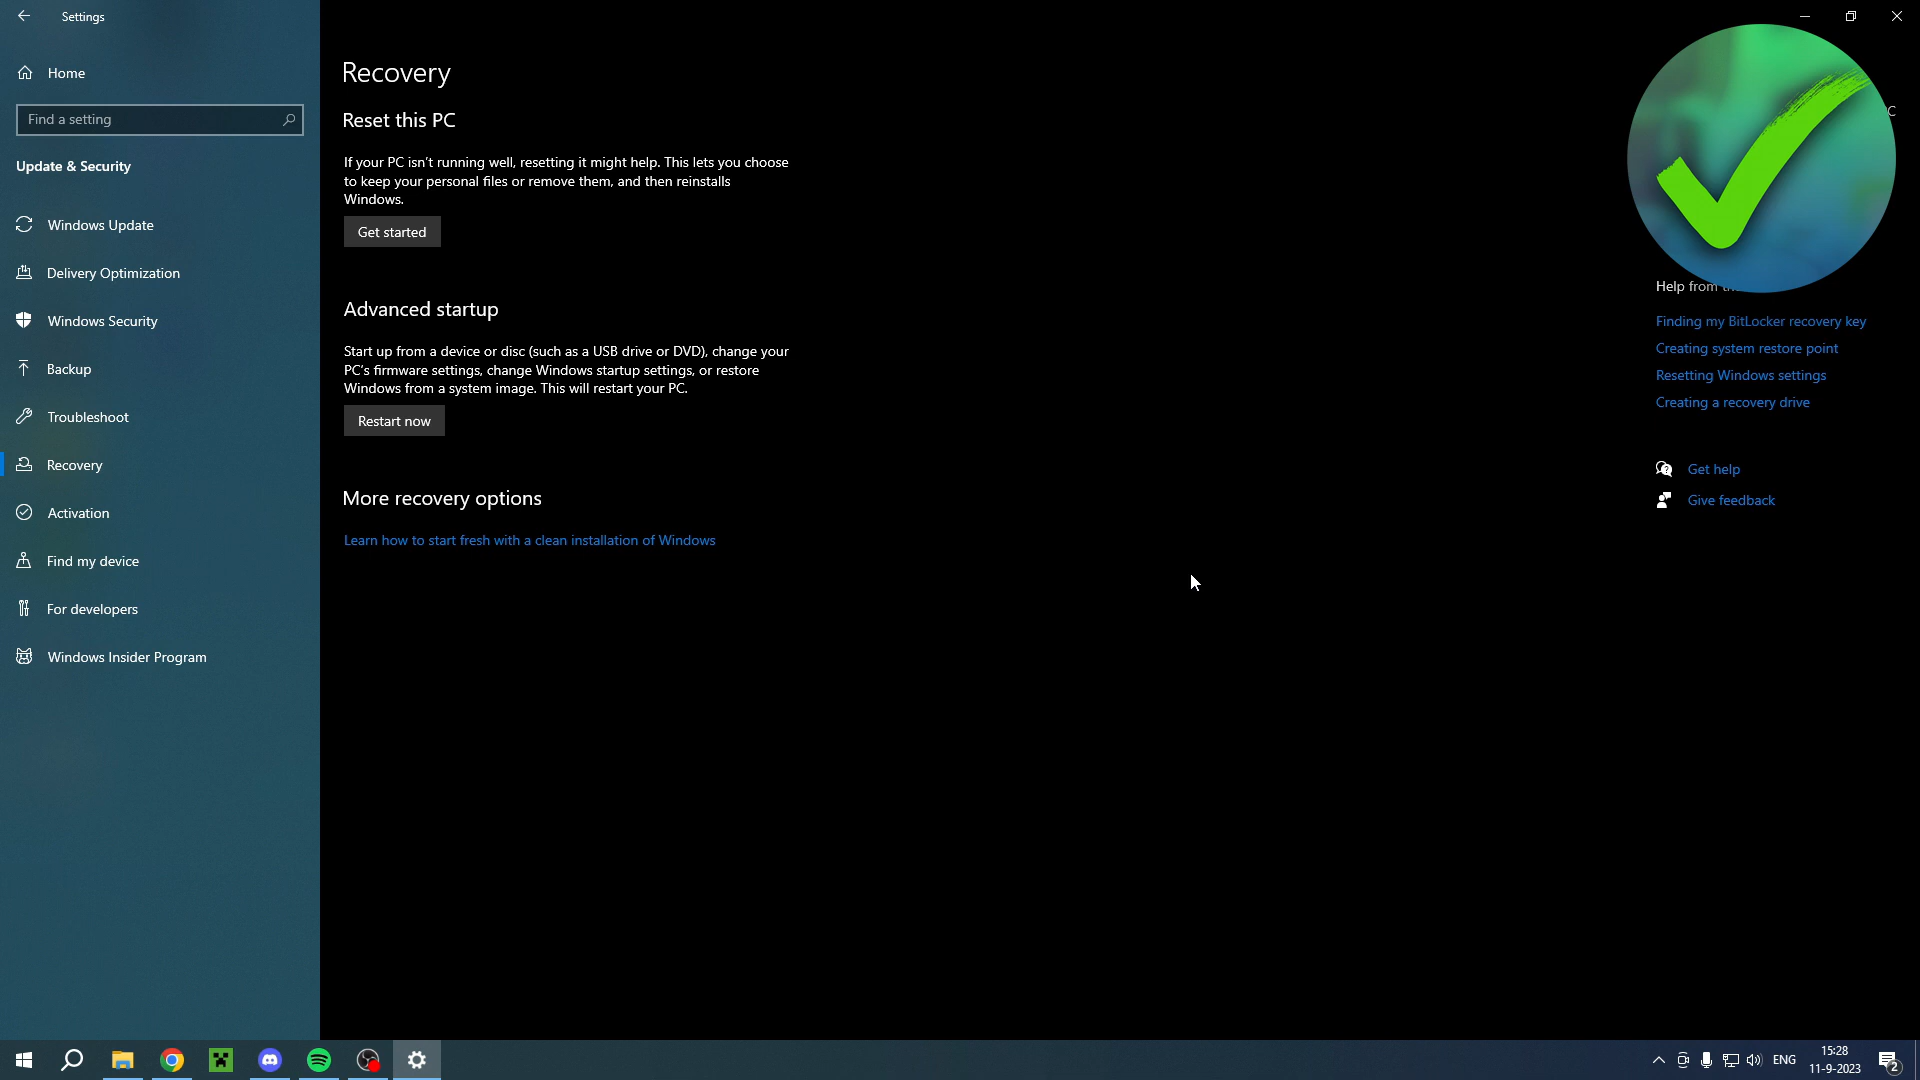 Settings
Home
Find a setting
Update & Security
Windows Update
Delivery Optimization
Windows Security
Backup
Troubleshoot
Recovery
Activation
Find my device
For developers
Windows Insider Program
Recovery
Reset this PC
If your PC isn't running well, resetting it might help. This lets you choose
to keep your personal files or remove them, and then reinstalls
Windows.
Get started
Advanced startup
Start up from a device or disc (such as a USB drive or DVD), change your
PC's firmware settings, change Windows startup settings, or restore
Windows from a system image. This will restart your PC.
Restart now
More recovery options
Learn how to start fresh with a clean installation of Windows
Help from
Finding my BitLocker recovery key
Creating system restore point
Resetting Windows settings
Creating a recovery drive
Get help
Give feedback
ENG
15:28
11-9-2023
2